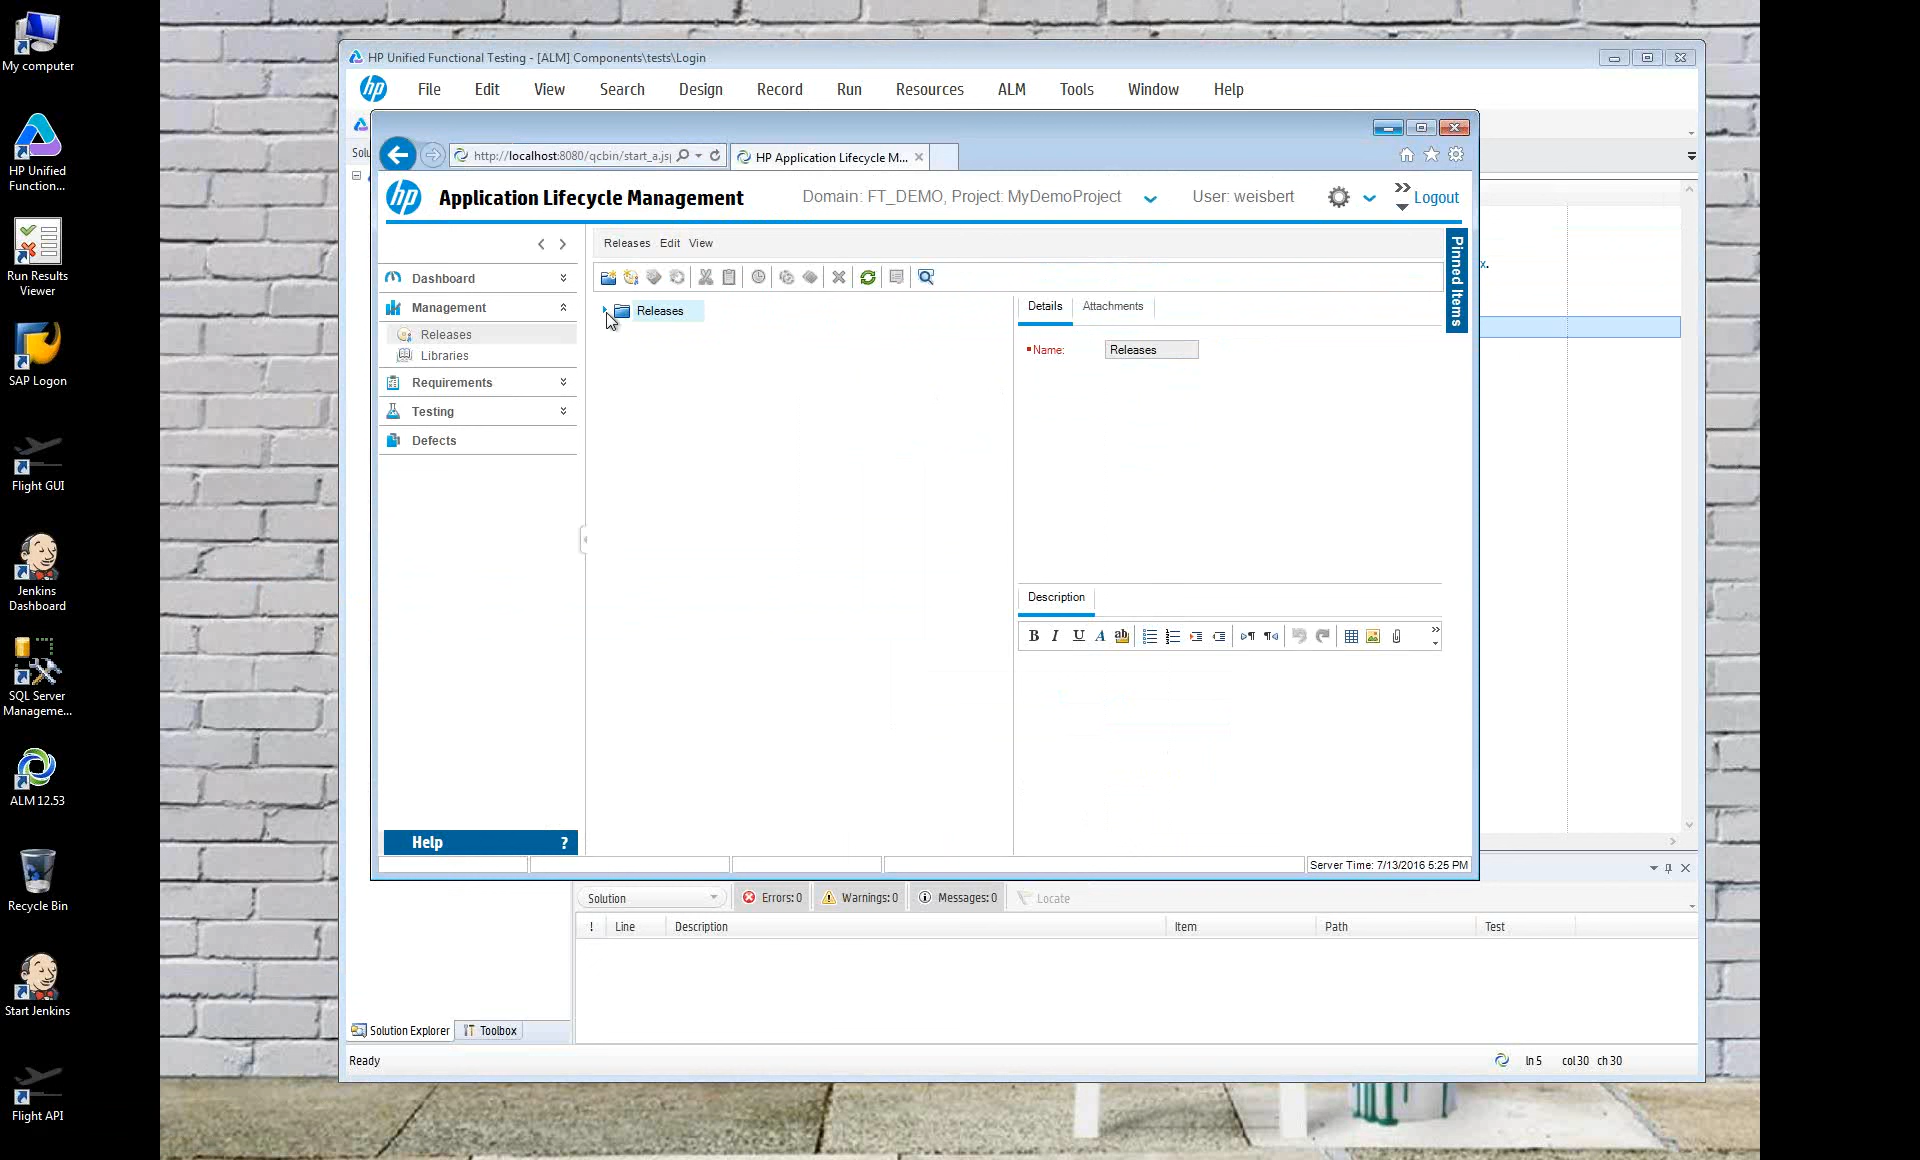 My computer
HP Unified
Function...
Run Results
Viewer
SAP Logon
Flight GUI
Jenkins
Dashboard
SQL Server
Manageme...
ALM 12.53
Recycle Bin
Start Jenkins
Flight API
HP Unified Functional Testing - [ALM] Components\tests\Login
hp File Edit View Search Design Record Run Resources ALM Tools Window Help
http://localhost:8080/qcbin/start_a.js
HP Application Lifecycle M...
hp Application Lifecycle Management Domain: FT_DEMO, Project: MyDemoProject User: weisbert Logout
Dashboard
Management
Releases
Libraries
Requirements
Testing
Defects
Help ?
Releases Edit View
Releases
Details Attachments
Name: Releases
Description
B I U A ab
Pinned Items
Server Time: 7/13/2016 5:25 PM
Solution Errors: 0 Warnings: 0 Messages: 0 Locate
! Line Description Item Path Test
Solution Explorer Toolbox
Ready ln 5 col 30 ch 30